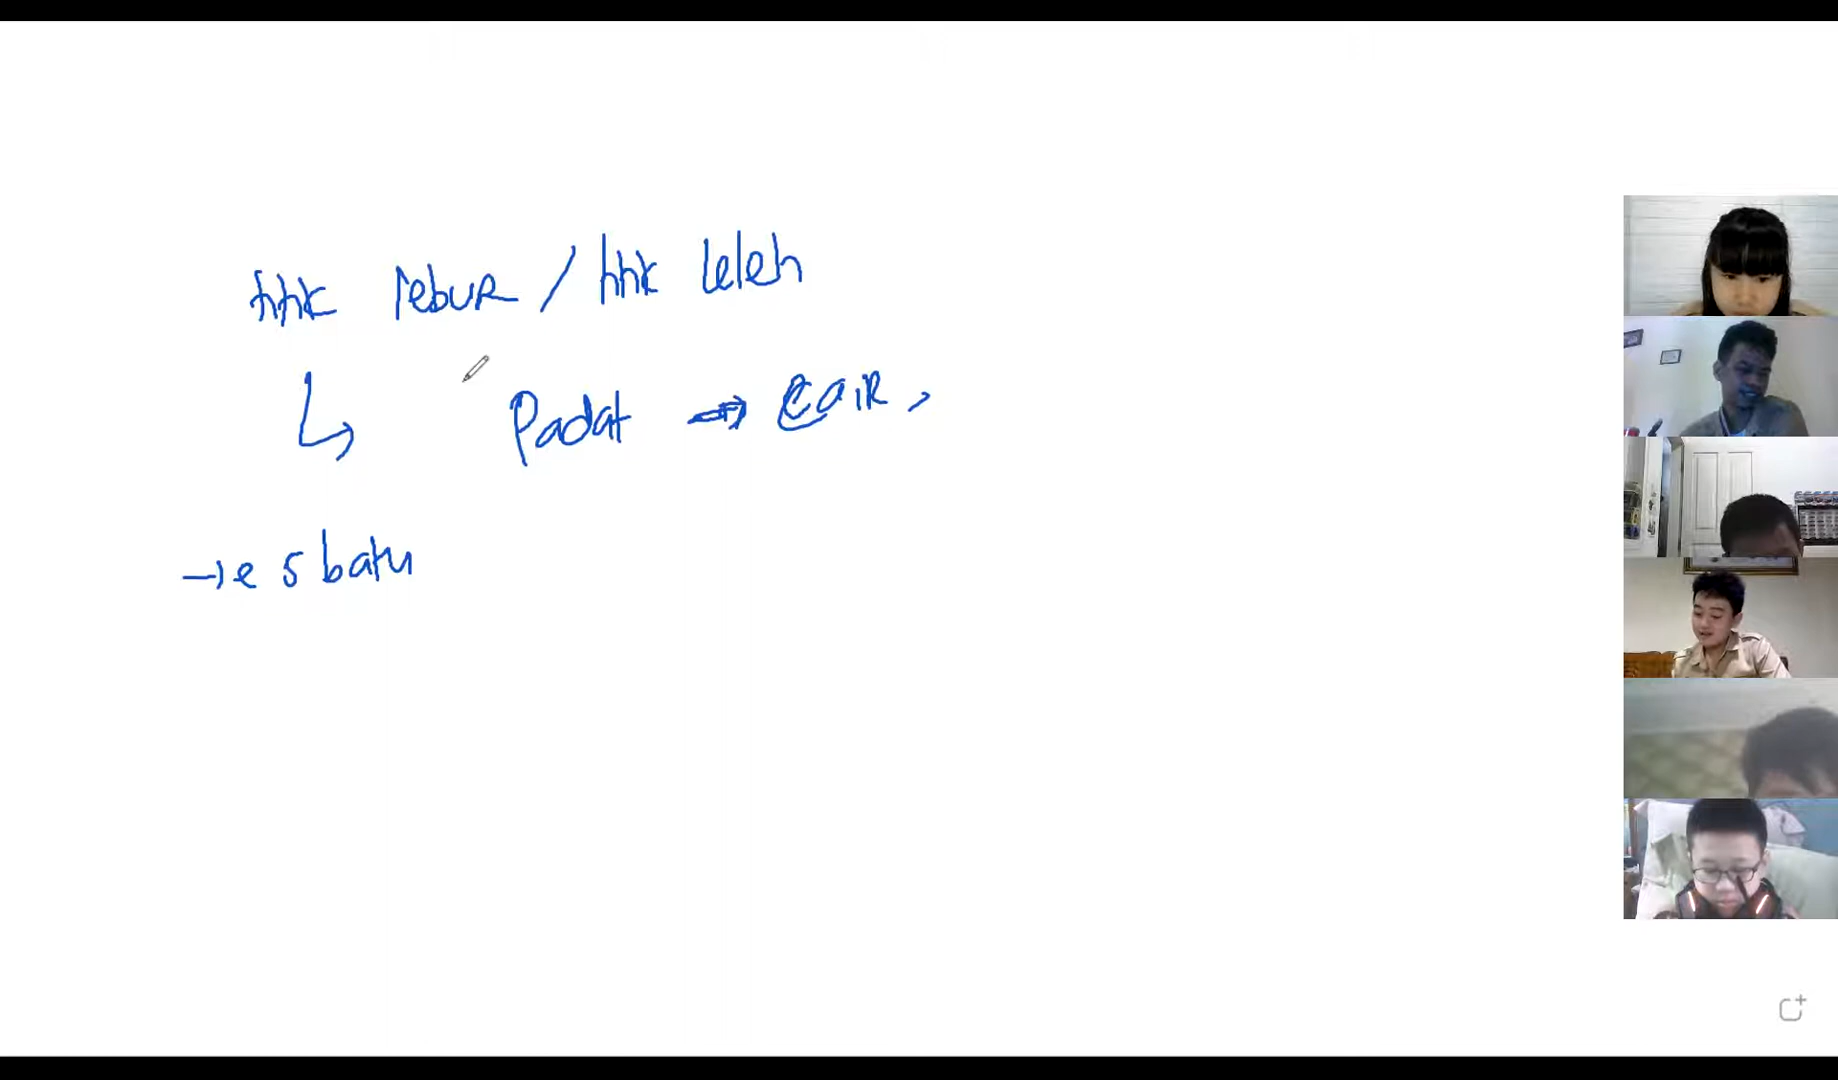 titik lebur / titik leleh
Padat → Cair,
→ es batu